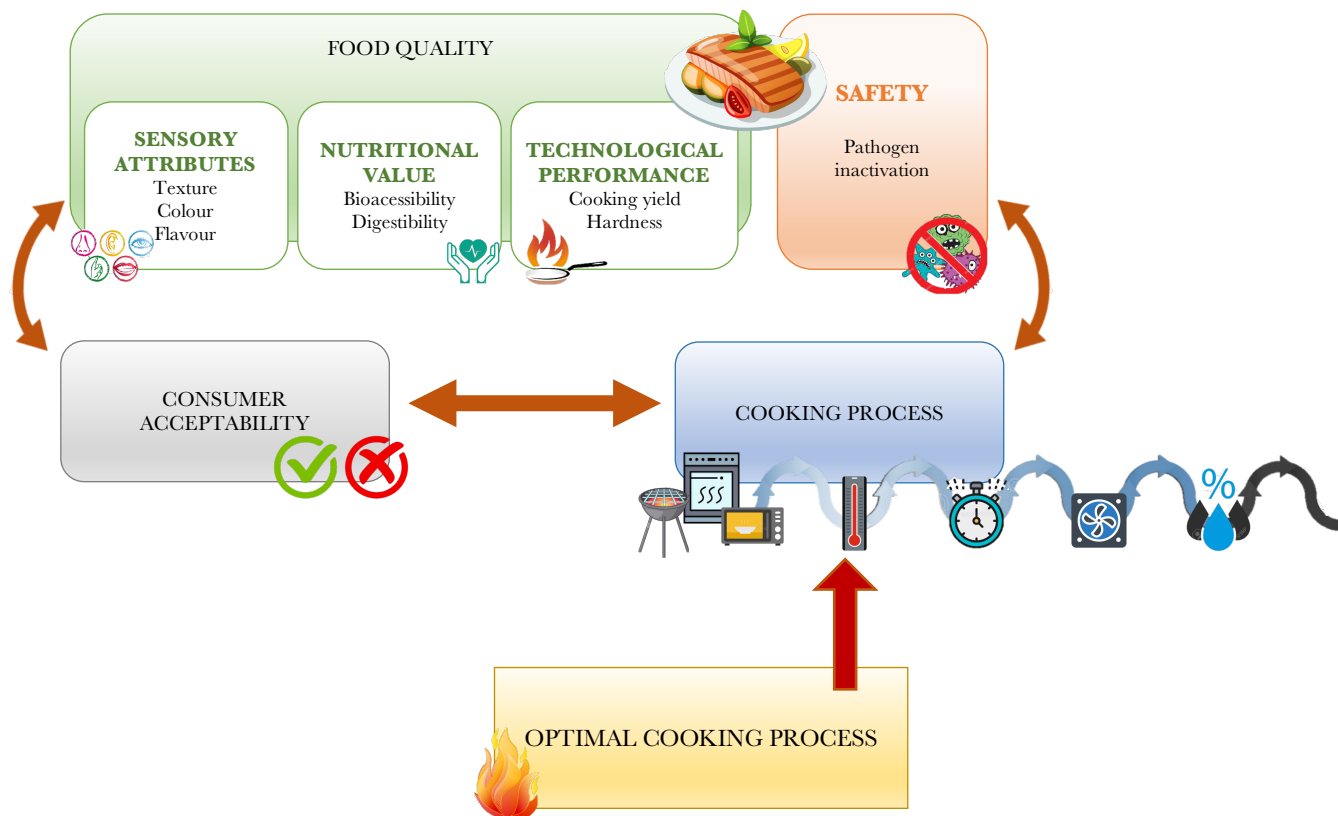 FOOD QUALITY
SENSORY
ATTRIBUTES
Texture
Colour
Flavour
NUTRITIONAL
VALUE
Bioacessibility
Digestibility
TECHNOLOGICAL
PERFORMANCE
Cooking yield
Hardness
SAFETY
Pathogen
inactivation
CONSUMER
ACCEPTABILITY
COOKING PROCESS
%
OPTIMAL COOKING PROCESS